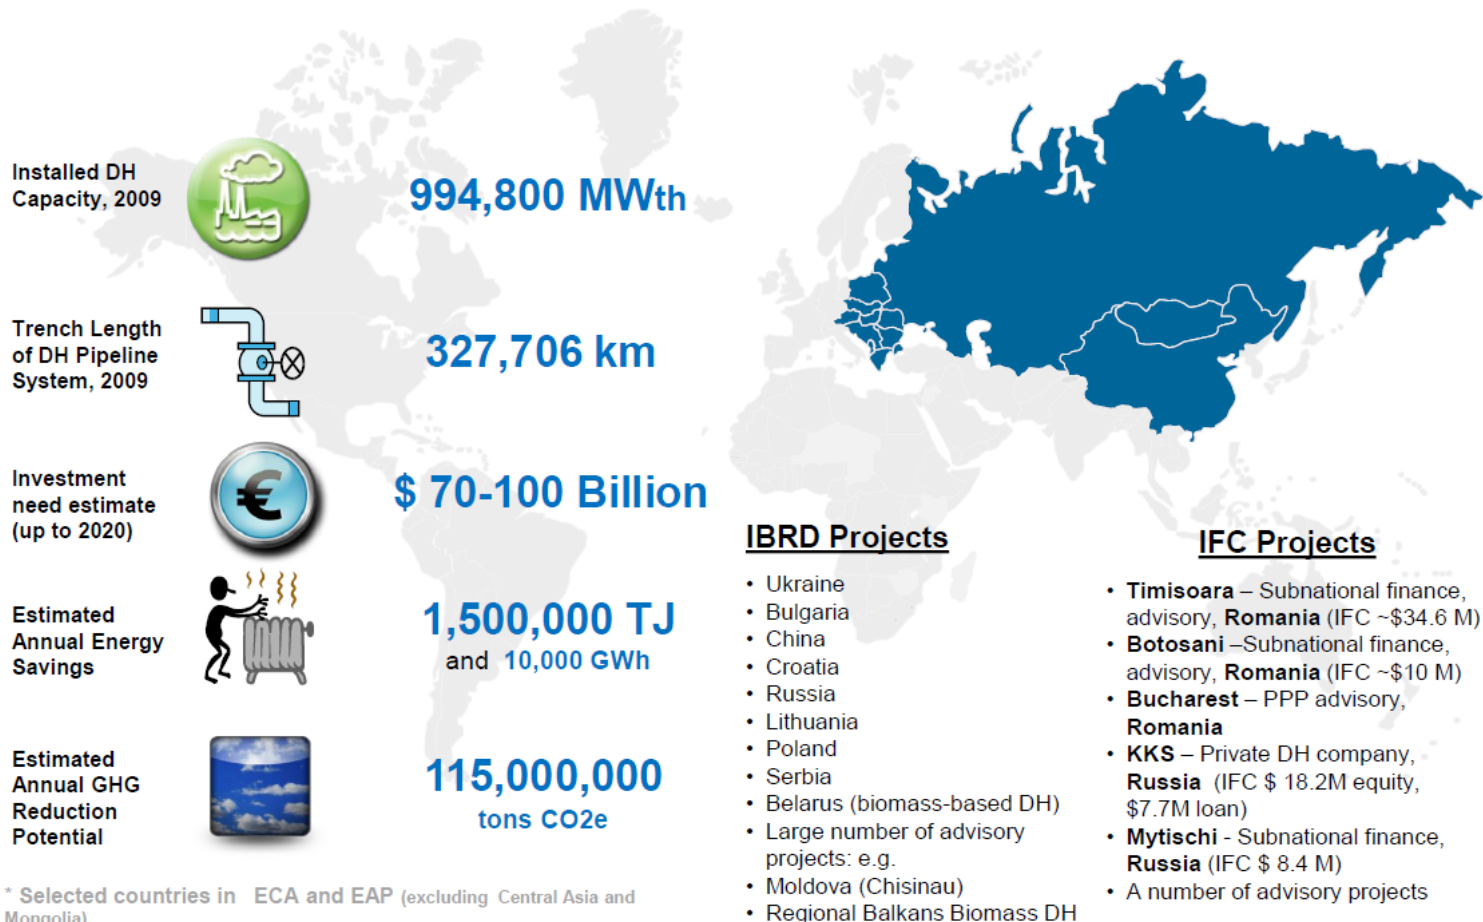 Installed DH
Capacity, 2009
994,800 MWth
Trench Length
of DH Pipeline
System, 2009
327,706 km
Investment
need estimate
(up to 2020)
€
$ 70-100 Billion
Estimated
Annual Energy
Savings
1,500,000 TJ
and 10,000 GWh
Estimated
Annual GHG
Reduction
Potential
115,000,000
tons CO2e
* Selected countries in ECA and EAP (excluding Central Asia and
Mongolia)
IBRD Projects
• Ukraine
• Bulgaria
• China
• Croatia
• Russia
• Lithuania
• Poland
• Serbia
• Belarus (biomass-based DH)
• Large number of advisory
projects: e.g.
• Moldova (Chisinau)
• Regional Balkans Biomass DH
IFC Projects
• Timisoara – Subnational finance,
advisory, Romania (IFC ~$34.6 M)
• Botosani –Subnational finance,
advisory, Romania (IFC ~$10 M)
• Bucharest – PPP advisory,
Romania
• KKS – Private DH company,
Russia (IFC $ 18.2M equity,
$7.7M loan)
• Mytischi - Subnational finance,
Russia (IFC $ 8.4 M)
• A number of advisory projects